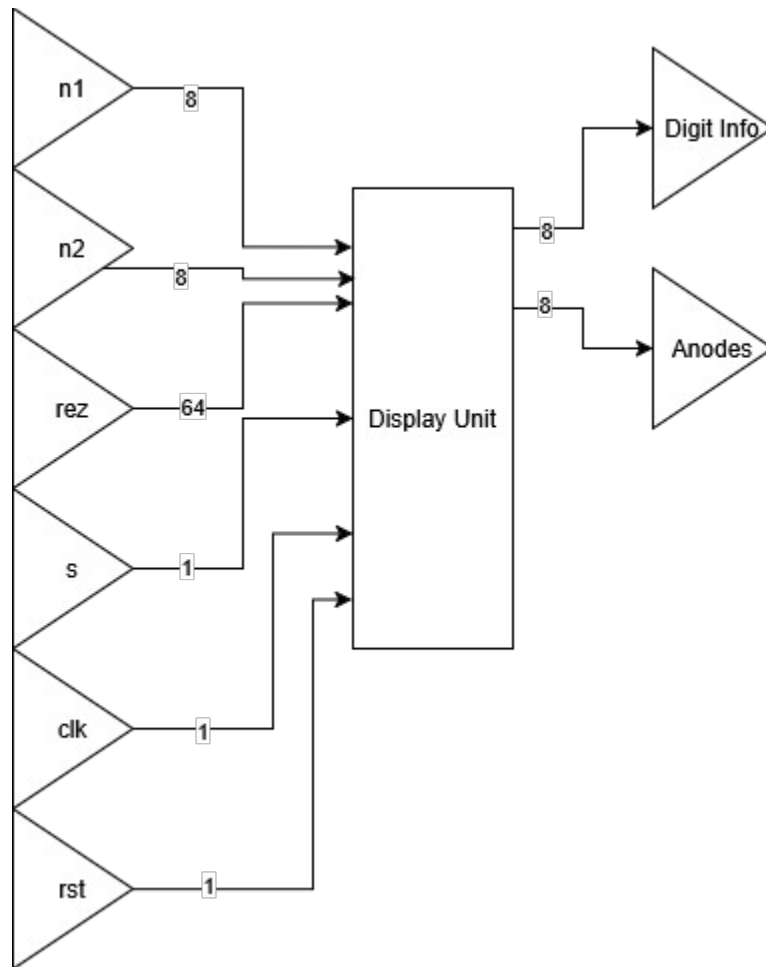 n1
8
n2
8
rez
64
s
1
clk
1
rst
1
Display Unit
8
Digit Info
8
Anodes